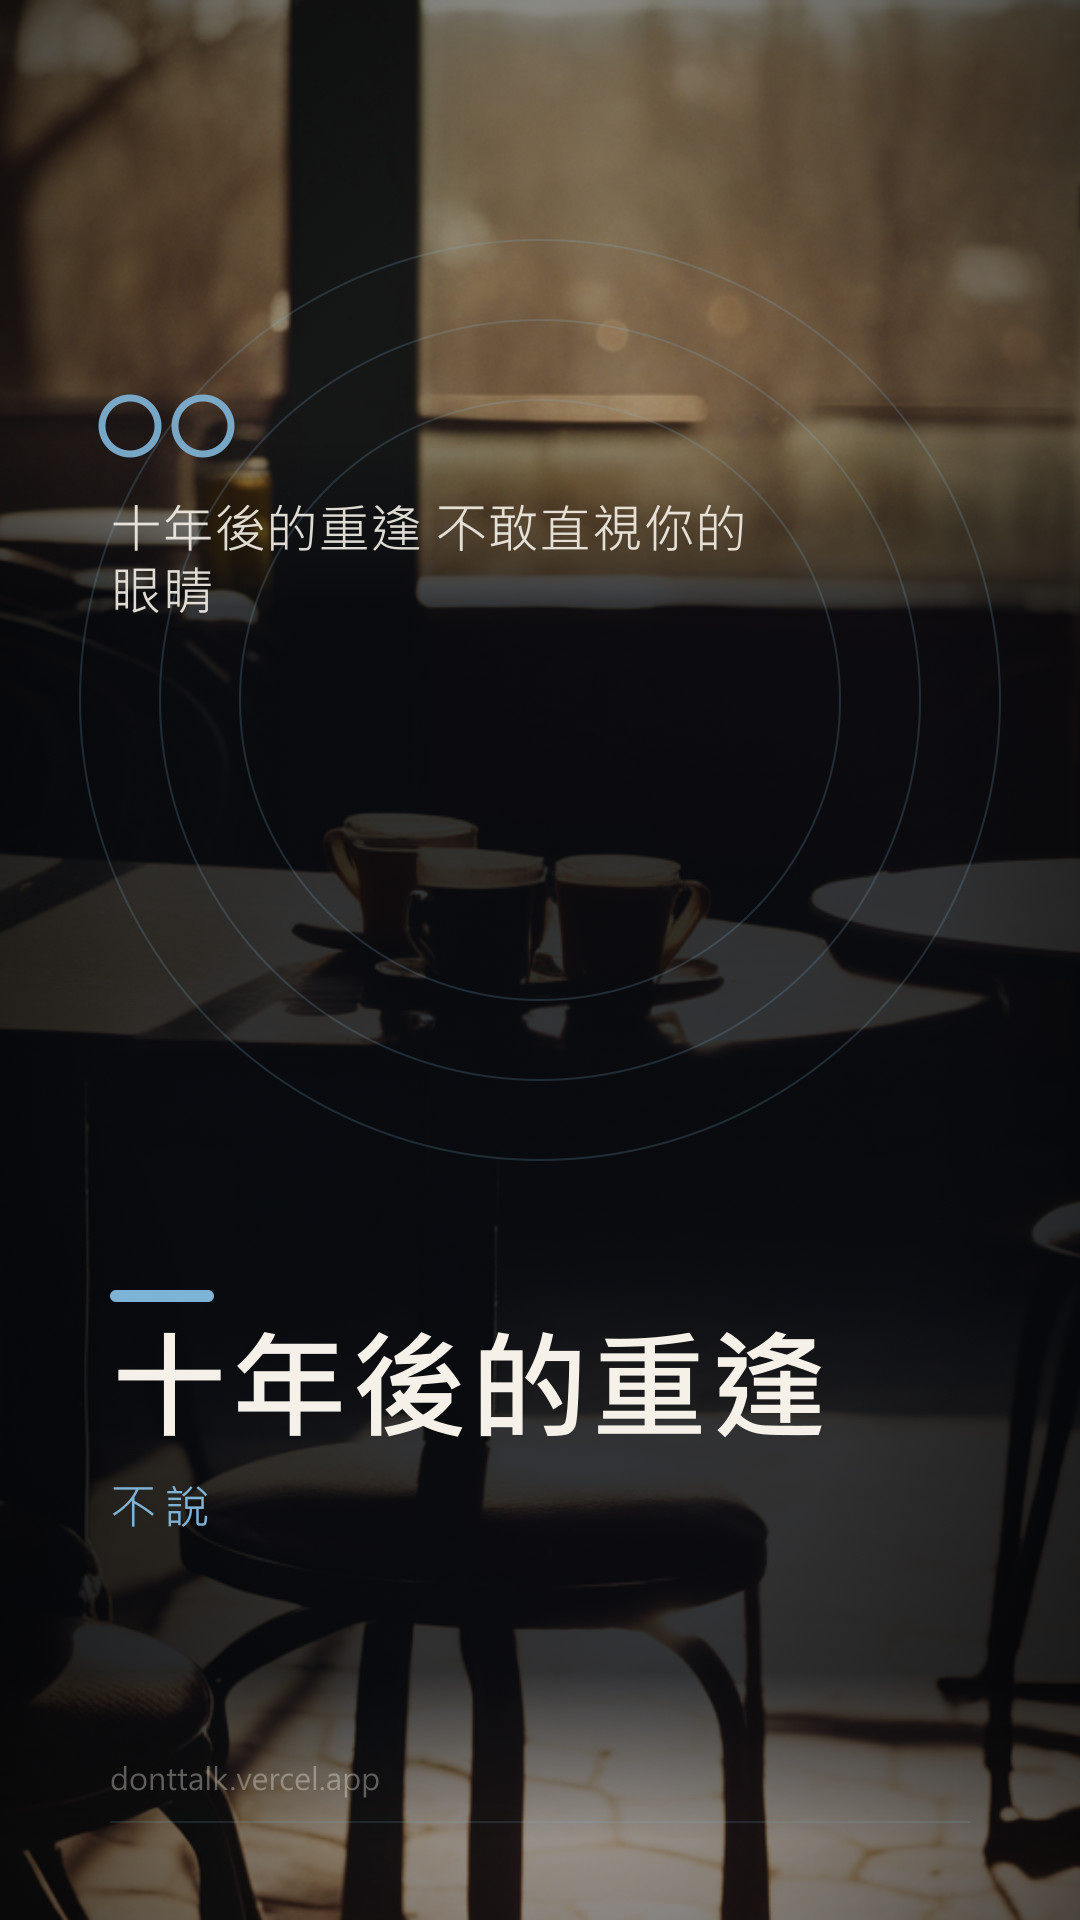 十年後的重逢 不敢直視你的
眼睛
十年後的重逢
不說
donttalk.vercel.app